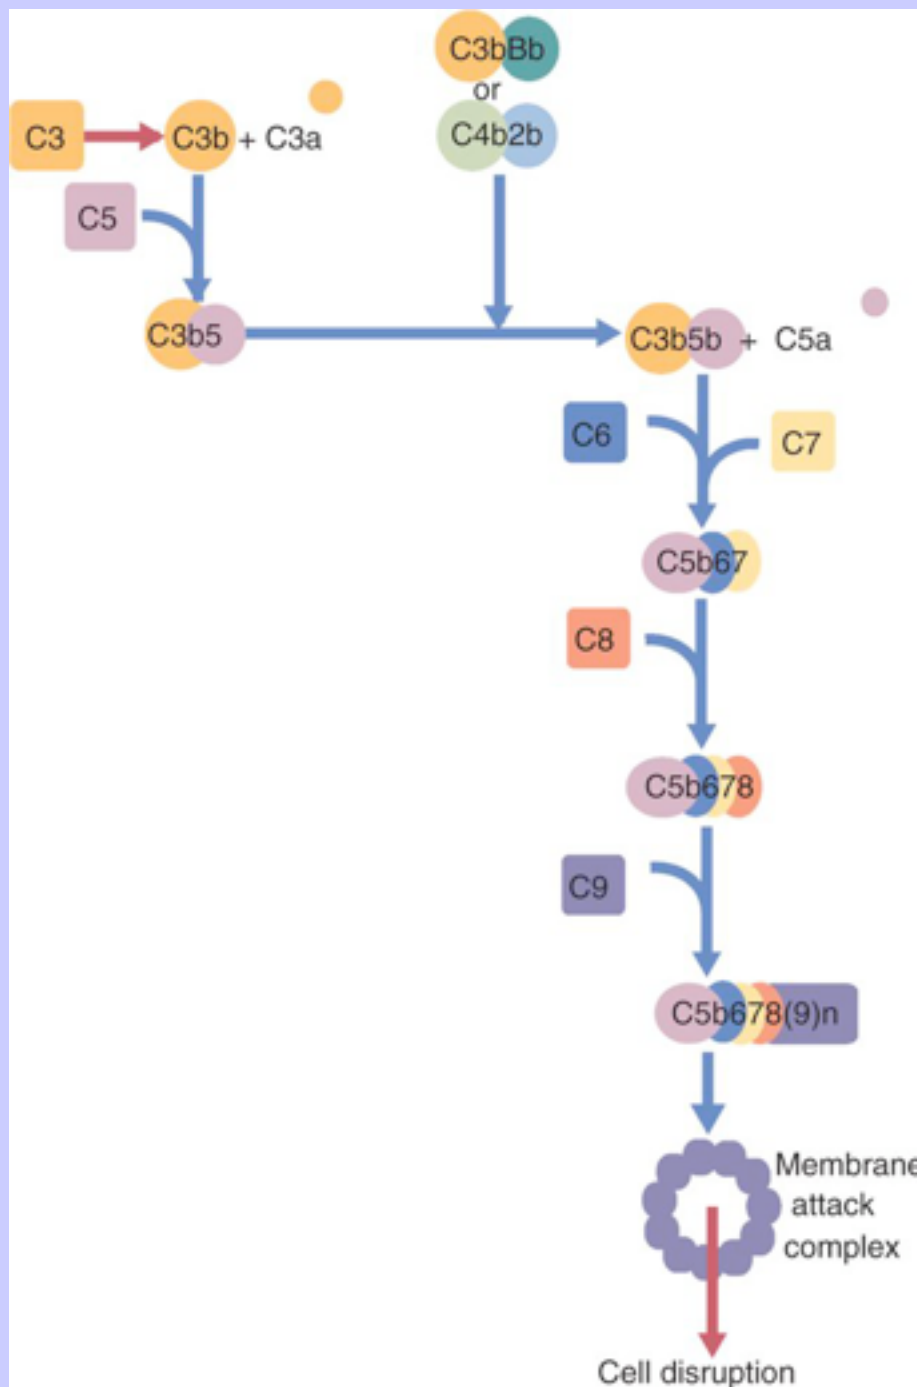 C3bBb
or
C4b2b
C3
C3b + C3a
C5
C3b5
C3b5b + C5a
C6
C7
C5b67
C8
C5b678
C9
C5b678(9)n
Membrane
attack
complex
Cell disruption